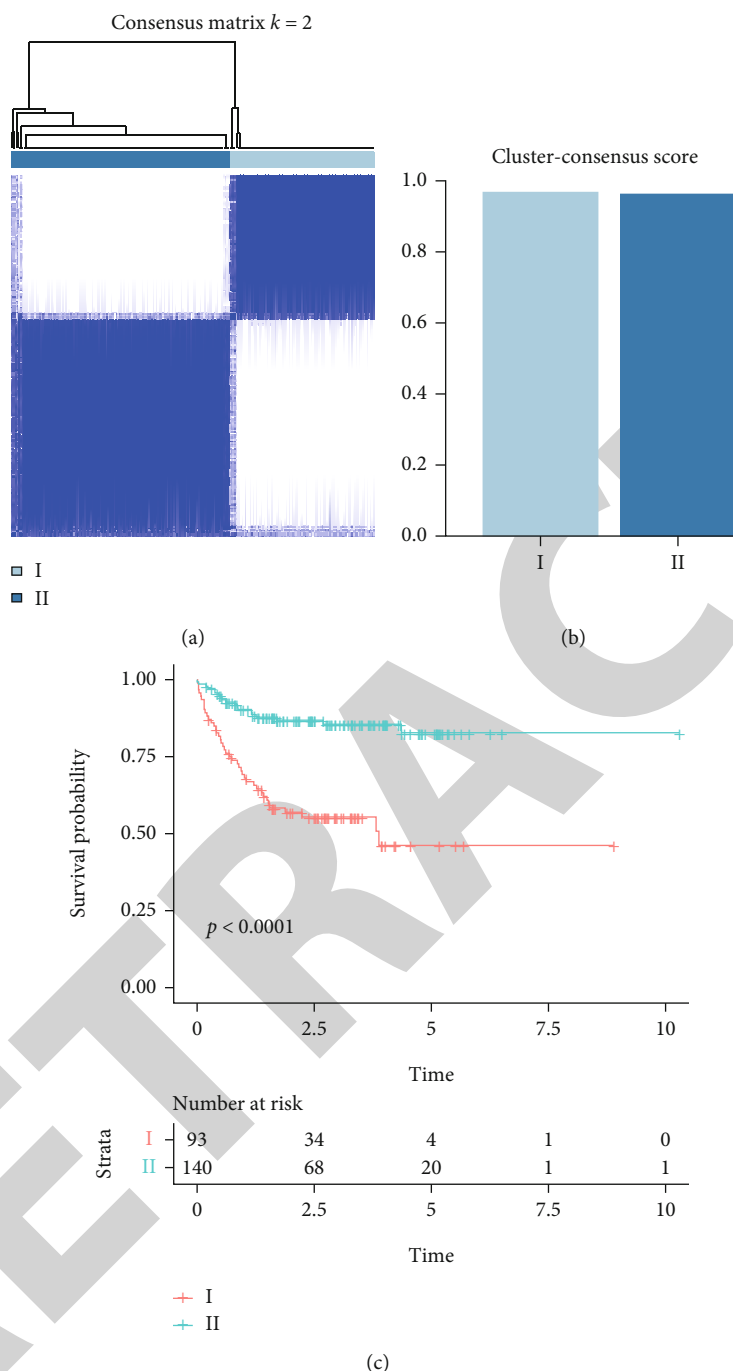 Consensus matrix k = 2
I
II
(a)
Cluster-consensus score
1.0
0.8
0.6
0.4
0.2
0.0
I II
(b)
Survival probability
1.00
0.75
0.50
0.25
0.00
p < 0.0001
0 2.5 5 7.5 10
Time
Number at risk
Strata
I 93 34 4 1 0
II 140 68 20 1 1
0 2.5 5 7.5 10
Time
I
II
(c)
RETRAC